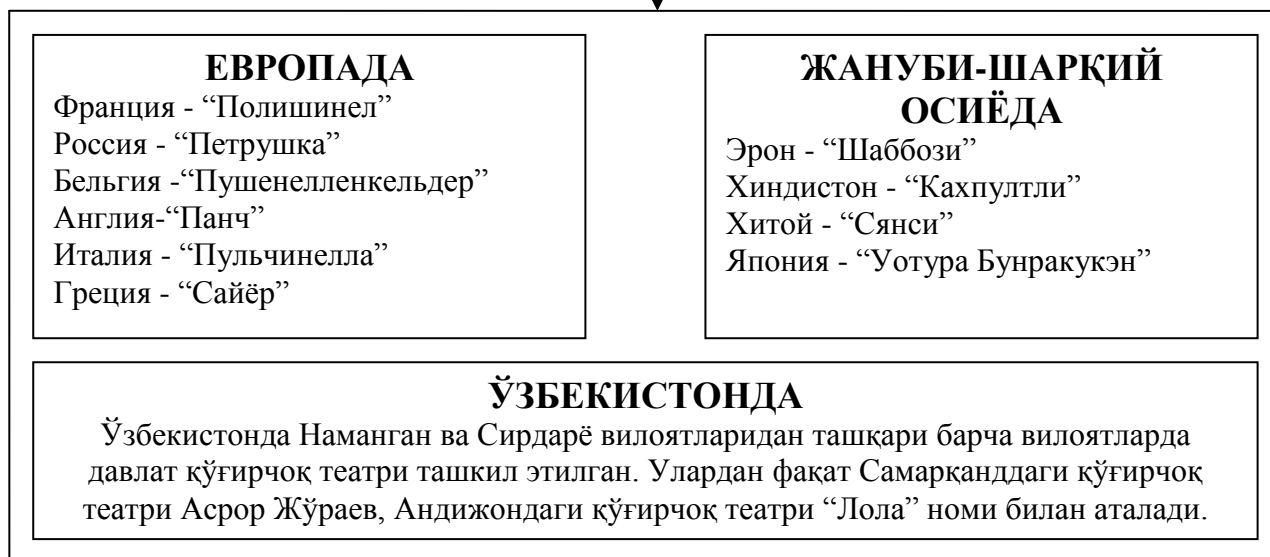 ЕВРОПАДА
Франция - “Полишинел”
Россия - “Петрушка”
Бельгия -“Пушенелленкельдер”
Англия-“Панч”
Италия - “Пульчинелла”
Греция - “Сайёр”
ЖАНУБИ-ШАРҚИЙ
ОСИЁДА
Эрон - “Шаббози”
Хиндистон - “Кахпултли”
Хитой - “Сянси”
Япония - “Уотура Бунракукэн”
ЎЗБЕКИСТОНДА
Ўзбекистонда Наманган ва Сирдарё вилоятларидан ташқари барча вилоятларда
давлат қўғирчоқ театри ташкил этилган. Улардан фақат Самарқанддаги қўғирчоқ
театри Асрор Жўраев, Андижондаги қўғирчоқ театри “Лола” номи билан аталади.